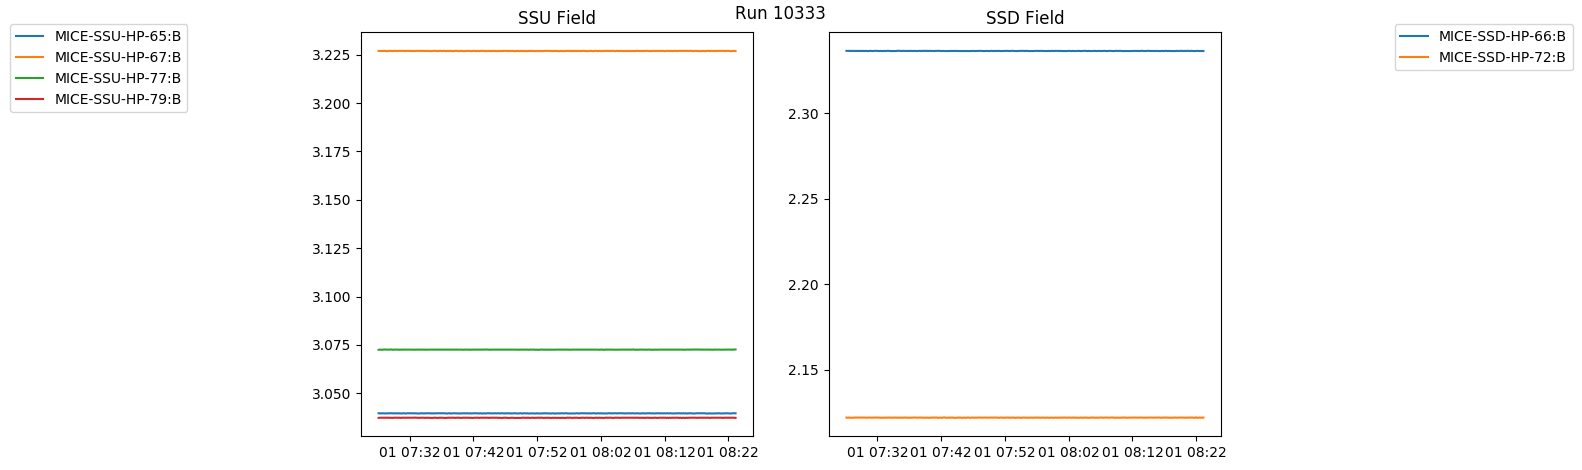 Run 10333
MICE-SSU-HP-65:B
MICE-SSU-HP-67:B
MICE-SSU-HP-77:B
MICE-SSU-HP-79:B
SSU Field
3.225
3.200
3.175
3.150
3.125
3.100
3.075
3.050
01 07:32 01 07:42 01 07:52 01 08:02 01 08:12 01 08:22
SSD Field
2.30
2.25
2.20
2.15
01 07:32 01 07:42 01 07:52 01 08:02 01 08:12 01 08:22
MICE-SSD-HP-66:B
MICE-SSD-HP-72:B